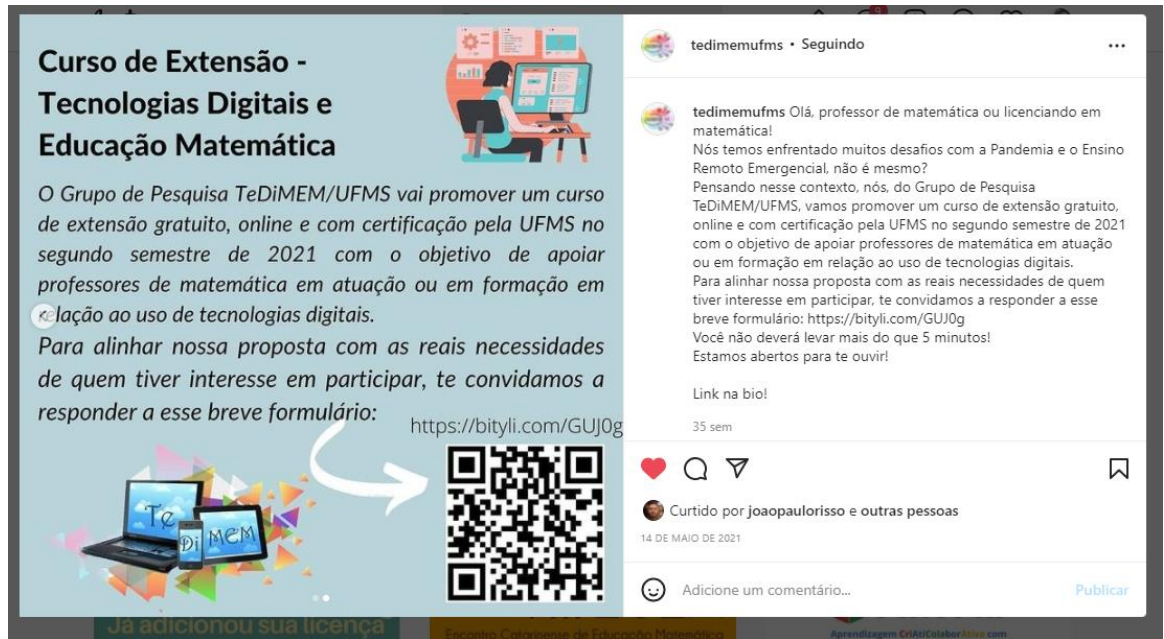 9
Curso de Extensão -
Tecnologias Digitais e
Educação Matemática
O Grupo de Pesquisa TeDiMEM/UFMS vai promover um curso
de extensão gratuito, online e com certificação pela UFMS no
segundo semestre de 2021 com o objetivo de apoiar
professores de matemática em atuação ou em formação em
relação ao uso de tecnologias digitais.
Para alinhar nossa proposta com as reais necessidades
de quem tiver interesse em participar, te convidamos a
responder a esse breve formulário:
https://bityli.com/GUJ0g
Te
Di
MEM
tedimemufms • Seguindo
tedimemufms Olá, professor de matemática ou licenciando em
matemática!
Nós temos enfrentado muitos desafios com a Pandemia e o Ensino
Remoto Emergencial, não é mesmo?
Pensando nesse contexto, nós, do Grupo de Pesquisa
TeDiMEM/UFMS, vamos promover um curso de extensão gratuito,
online e com certificação pela UFMS no segundo semestre de 2021
com o objetivo de apoiar professores de matemática em atuação
ou em formação em relação ao uso de tecnologias digitais.
Para alinhar nossa proposta com as reais necessidades de quem
tiver interesse em participar, te convidamos a responder a esse
breve formulário: https://bityli.com/GUJ0g
Você não deverá levar mais do que 5 minutos!
Estamos abertos para te ouvir!
Link na bio!
35 sem
Curtido por joaopaulorisso e outras pessoas
14 DE MAIO DE 2021
Adicione um comentário...
Publicar
Já adicionou sua licença
Encontro Catarinense de Educação Matemática
Aprendizagem CriAtiColaborAtiva.com